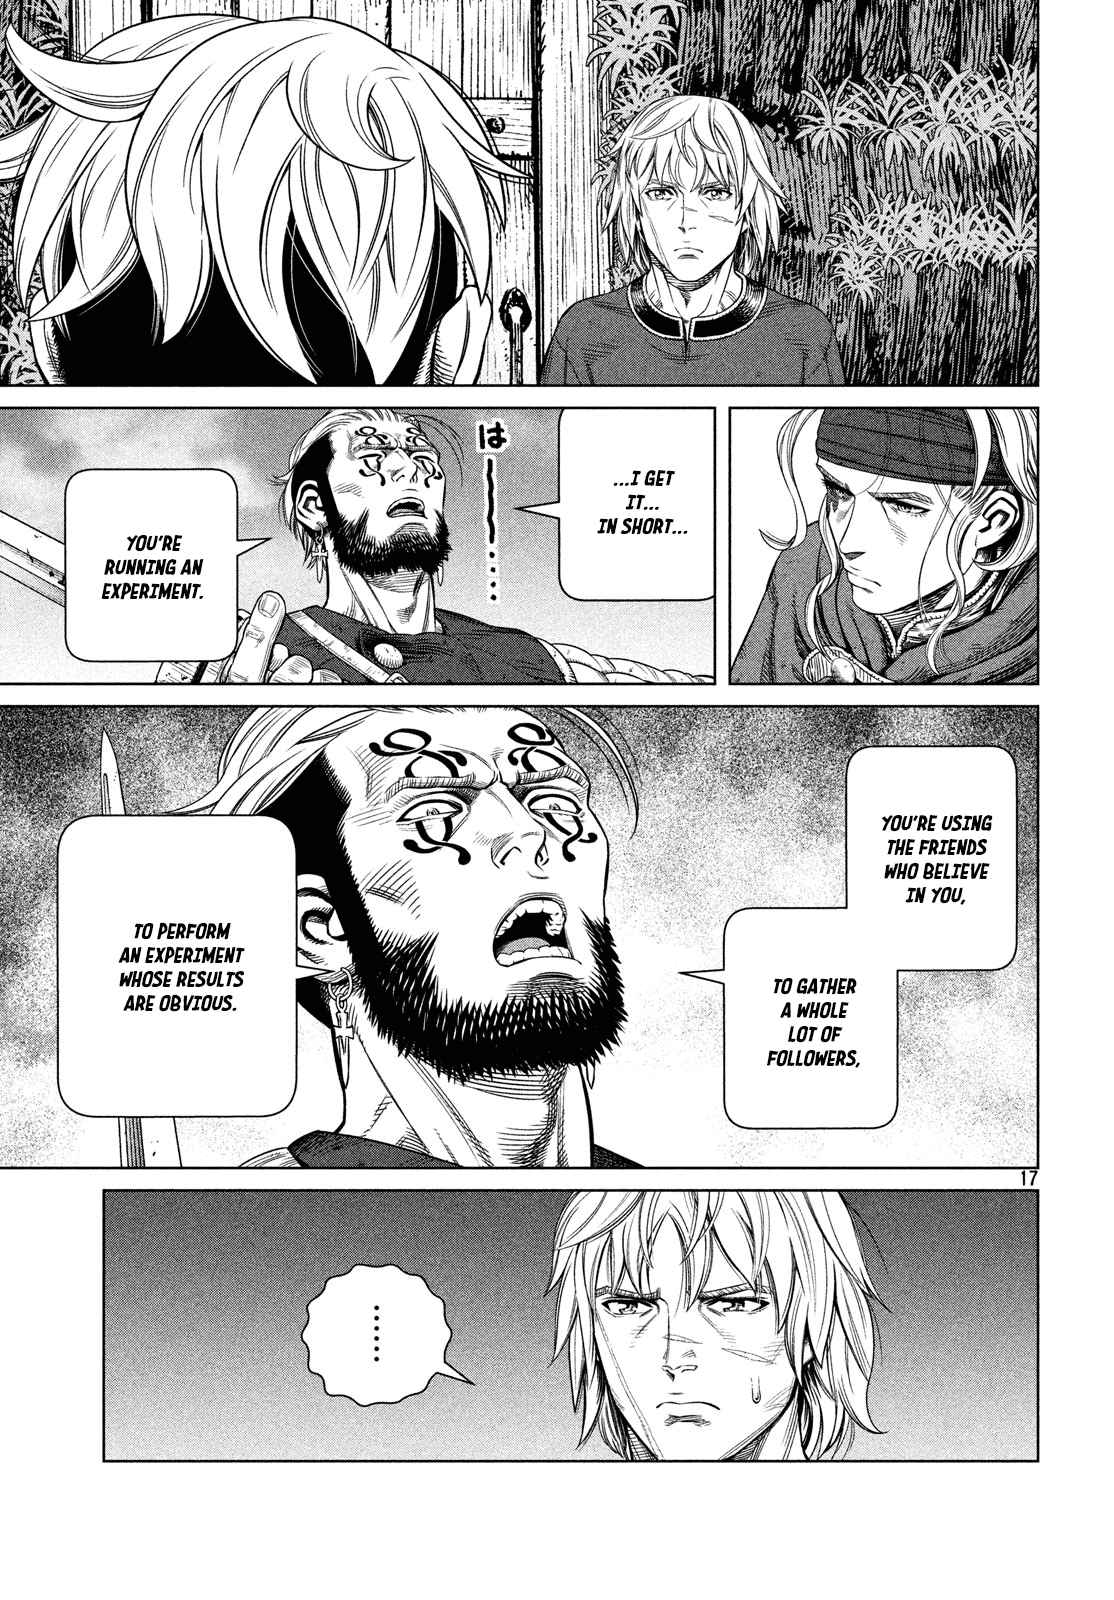 ...I GET
IT...
IN SHORT...
は――――……
YOU'RE
RUNNING AN
EXPERIMENT.
YOU'RE USING
THE FRIENDS
WHO BELIEVE
IN YOU,
TO GATHER
A WHOLE
LOT OF
FOLLOWERS,
TO PERFORM
AN EXPERIMENT
WHOSE RESULTS
ARE OBVIOUS.
17
……